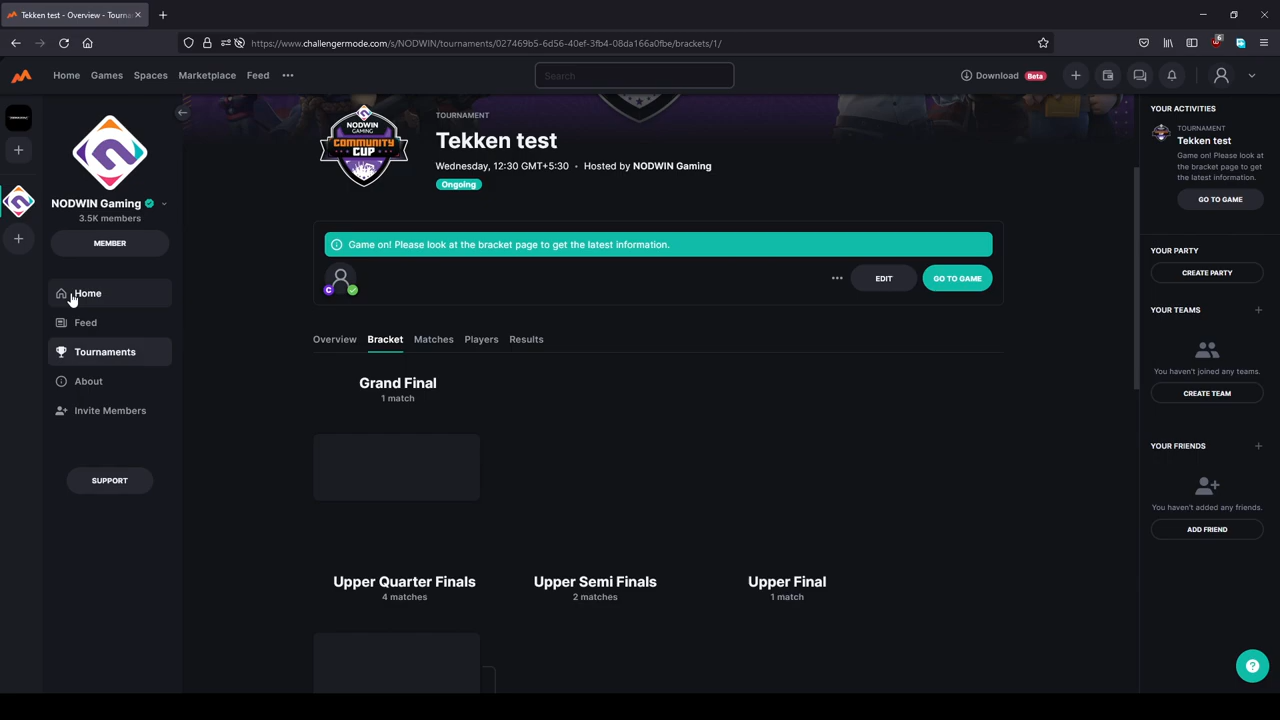 Tekken test - Overview - Tourna
https://www.challengermode.com/s/NODWIN/tournaments/027469b5-6d56-40ef-3fb4-08da166a0fbe/brackets/1/
6
Home
Games
Spaces
Marketplace
Feed
Search
Download Beta
NODWIN Gaming
3.5K members
MEMBER
Home
Feed
Tournaments
About
Invite Members
SUPPORT
NODWIN
GAMING
COMMUNITY
CUP
TOURNAMENT
Tekken test
Wednesday, 12:30 GMT+5:30 • Hosted by NODWIN Gaming
Ongoing
Game on! Please look at the bracket page to get the latest information.
C
EDIT
GO TO GAME
Overview
Bracket
Matches
Players
Results
Grand Final
1 match
Upper Quarter Finals
4 matches
Upper Semi Finals
2 matches
Upper Final
1 match
YOUR ACTIVITIES
TOURNAMENT
Tekken test
Game on! Please look at
the bracket page to get
the latest information.
GO TO GAME
YOUR PARTY
CREATE PARTY
YOUR TEAMS
You haven't joined any teams.
CREATE TEAM
YOUR FRIENDS
You haven't added any friends.
ADD FRIEND